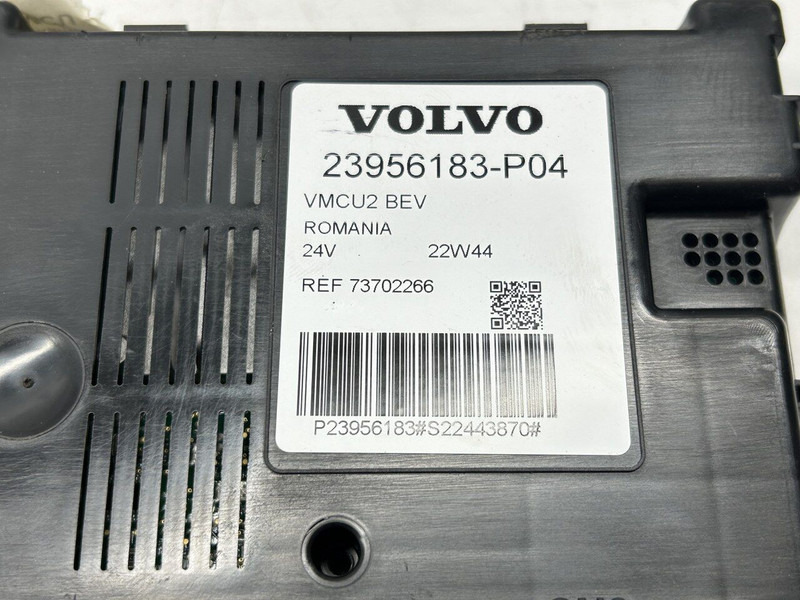 VOLVO
23956183-P04
VMCU2 BEV
ROMANIA
24V 22W44
REF 73702266
P23956183#S22443870#